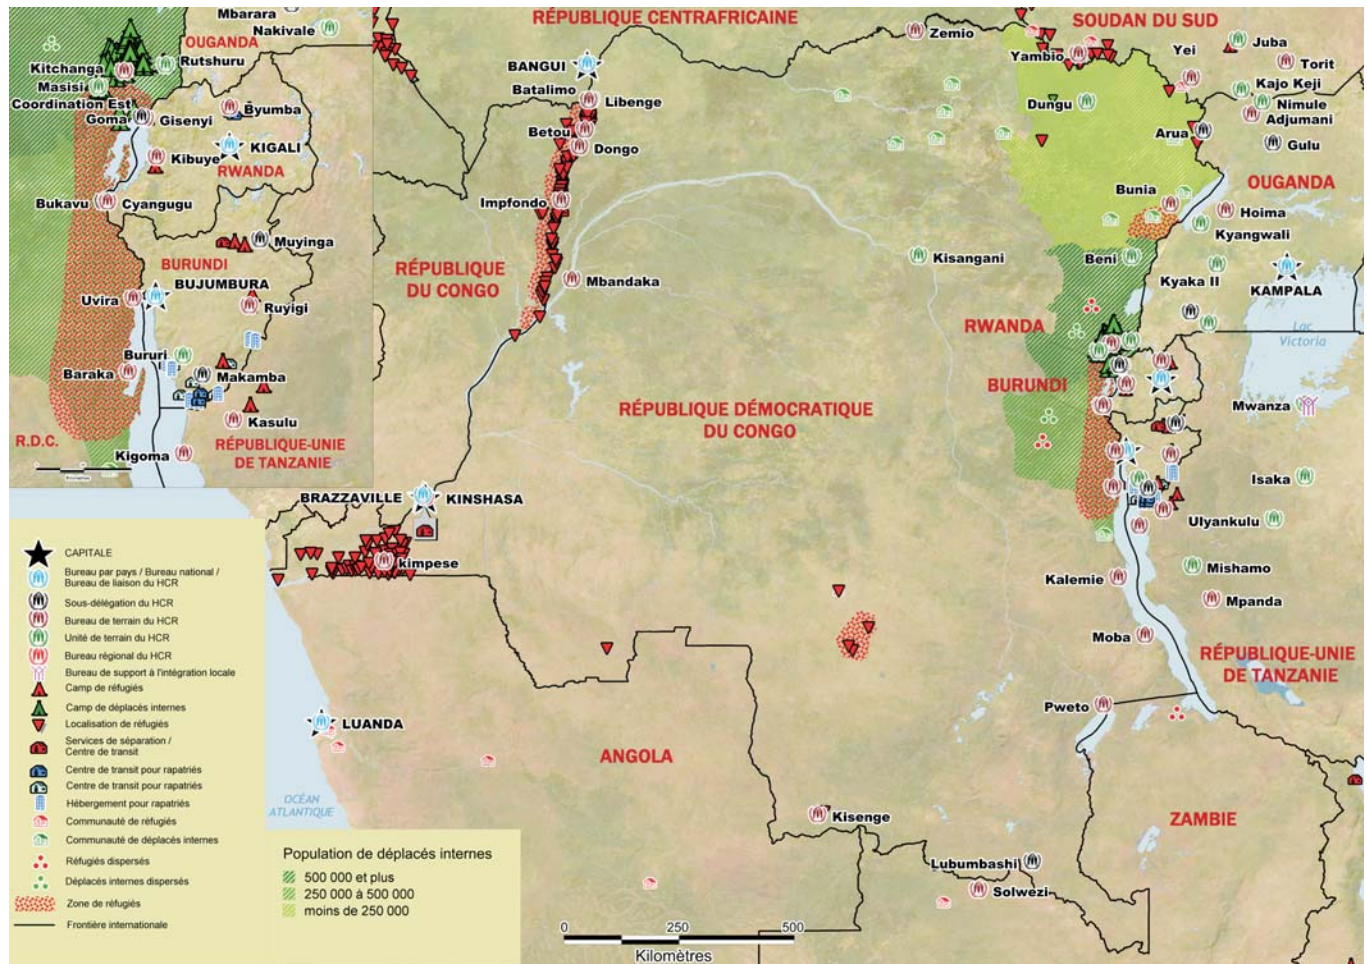 Mbarara
Nakivale
OUGANDA
Kitchanga
Rutshuru
Masisi
Coordination Est
Goma
Gisenyi
Byumba
KIGALI
Kibuye
RWANDA
Bukavu
Cyangugu
Muyinga
BURUNDI
BUJUMBURA
Uvira
Ruyigi
Bururi
Baraka
Makamba
Kasulu
R.D.C.
RÉPUBLIQUE-UNIE
DE TANZANIE
Kigoma
RÉPUBLIQUE CENTRAFRICAINE
SOUDAN DU SUD
Zemio
Yambio
Yei
Juba
Torit
Kajo Keji
Nimule
Adjumani
BANGUI
Batalimo
Libenge
Betou
Dongo
Dungu
Arua
Gulu
Impfondo
Bunia
OUGANDA
Hoima
Kyangwali
RÉPUBLIQUE
DU CONGO
Mbandaka
Kisangani
Beni
Kyaka II
KAMPALA
RWANDA
Lac
Victoria
BURUNDI
RÉPUBLIQUE DÉMOCRATIQUE
DU CONGO
Mwanza
Isaka
BRAZZAVILLE
KINSHASA
Ulyankulu
kimpese
Kalemie
Mishamo
Mpanda
Moba
RÉPUBLIQUE-UNIE
DE TANZANIE
Pweto
LUANDA
ANGOLA
OCÉAN
ATLANTIQUE
Kisenge
ZAMBIE
Lubumbashi
Solwezi
CAPITALE
Bureau par pays / Bureau national /
Bureau de liaison du HCR
Sous-délégation du HCR
Bureau de terrain du HCR
Unité de terrain du HCR
Bureau régional du HCR
Bureau de support à l'intégration locale
Camp de réfugiés
Camp de déplacés internes
Localisation de réfugiés
Services de séparation /
Centre de transit
Centre de transit pour rapatriés
Centre de transit pour rapatriés
Hébergement pour rapatriés
Communauté de réfugiés
Communauté de déplacés internes
Réfugiés dispersés
Déplacés internes dispersés
Zone de réfugiés
Frontière internationale
Population de déplacés internes
500 000 et plus
250 000 à 500 000
moins de 250 000
0 250 500
Kilomètres